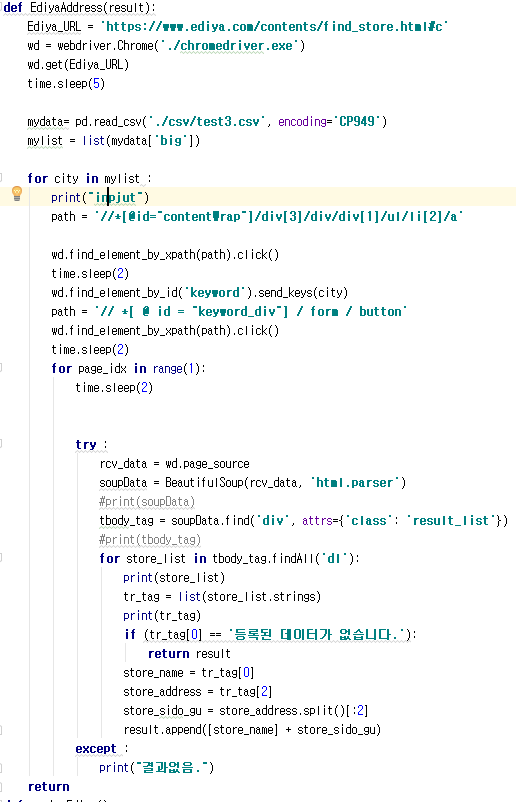 def EdiyaAddress(result):
    Ediya_URL = 'https://www.ediya.com/contents/find_store.html#c'
    wd = webdriver.Chrome('./chromedriver.exe')
    wd.get(Ediya_URL)
    time.sleep(5)
    mydata= pd.read_csv('./csv/test3.csv', encoding='CP949')
    mylist = list(mydata['big'])
    for city in mylist :
        print("inpjut")
        path = '//*[@id="contentWrap"]/div[3]/div/div[1]/ul/li[2]/a'
        wd.find_element_by_xpath(path).click()
        time.sleep(2)
        wd.find_element_by_id('keyword').send_keys(city)
        path = '// *[ @ id = "keyword_div"] / form / button'
        wd.find_element_by_xpath(path).click()
        time.sleep(2)
        for page_idx in range(1):
            time.sleep(2)
            try :
                rcv_data = wd.page_source
                soupData = BeautifulSoup(rcv_data, 'html.parser')
                #print(soupData)
                tbody_tag = soupData.find('div', attrs={'class': 'result_list'})
                #print(tbody_tag)
                for store_list in tbody_tag.findAll('dl'):
                    print(store_list)
                    tr_tag = list(store_list.strings)
                    print(tr_tag)
                    if (tr_tag[0] == '등록된 데이터가 없습니다.'):
                        return result
                    store_name = tr_tag[0]
                    store_address = tr_tag[2]
                    store_sido_gu = store_address.split()[:2]
                    result.append([store_name] + store_sido_gu)
            except :
                print("결과없음.")
    return